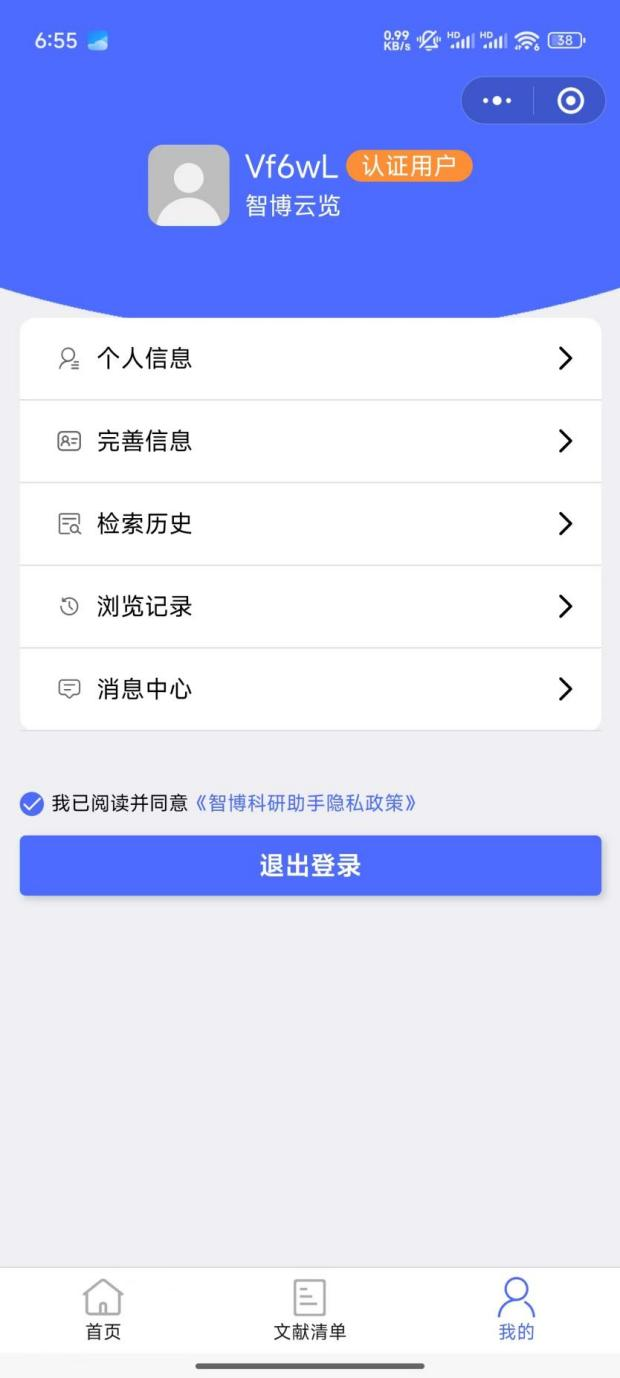 6:55
0.99
KB/s
HD
HD
6
38
Vf6wL 认证用户
智博云览
个人信息
完善信息
检索历史
浏览记录
消息中心
我已阅读并同意《智博科研助手隐私政策》
退出登录
首页
文献清单
我的